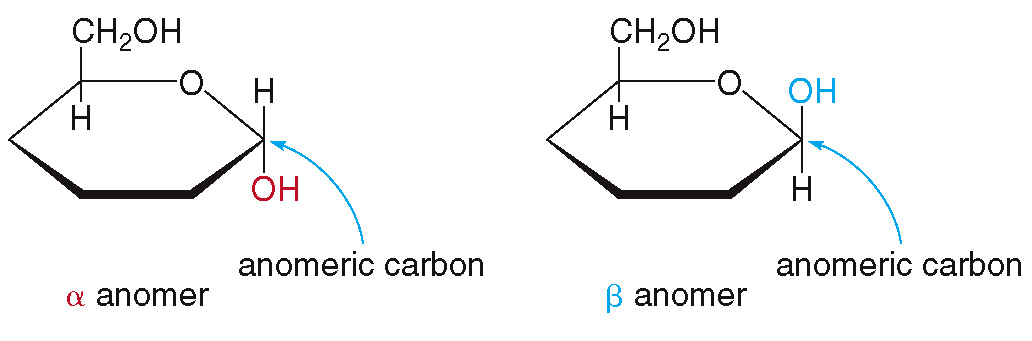 CH₂OH
O
H
H
OH
anomeric carbon
α anomer
CH₂OH
O
OH
H
H
anomeric carbon
β anomer